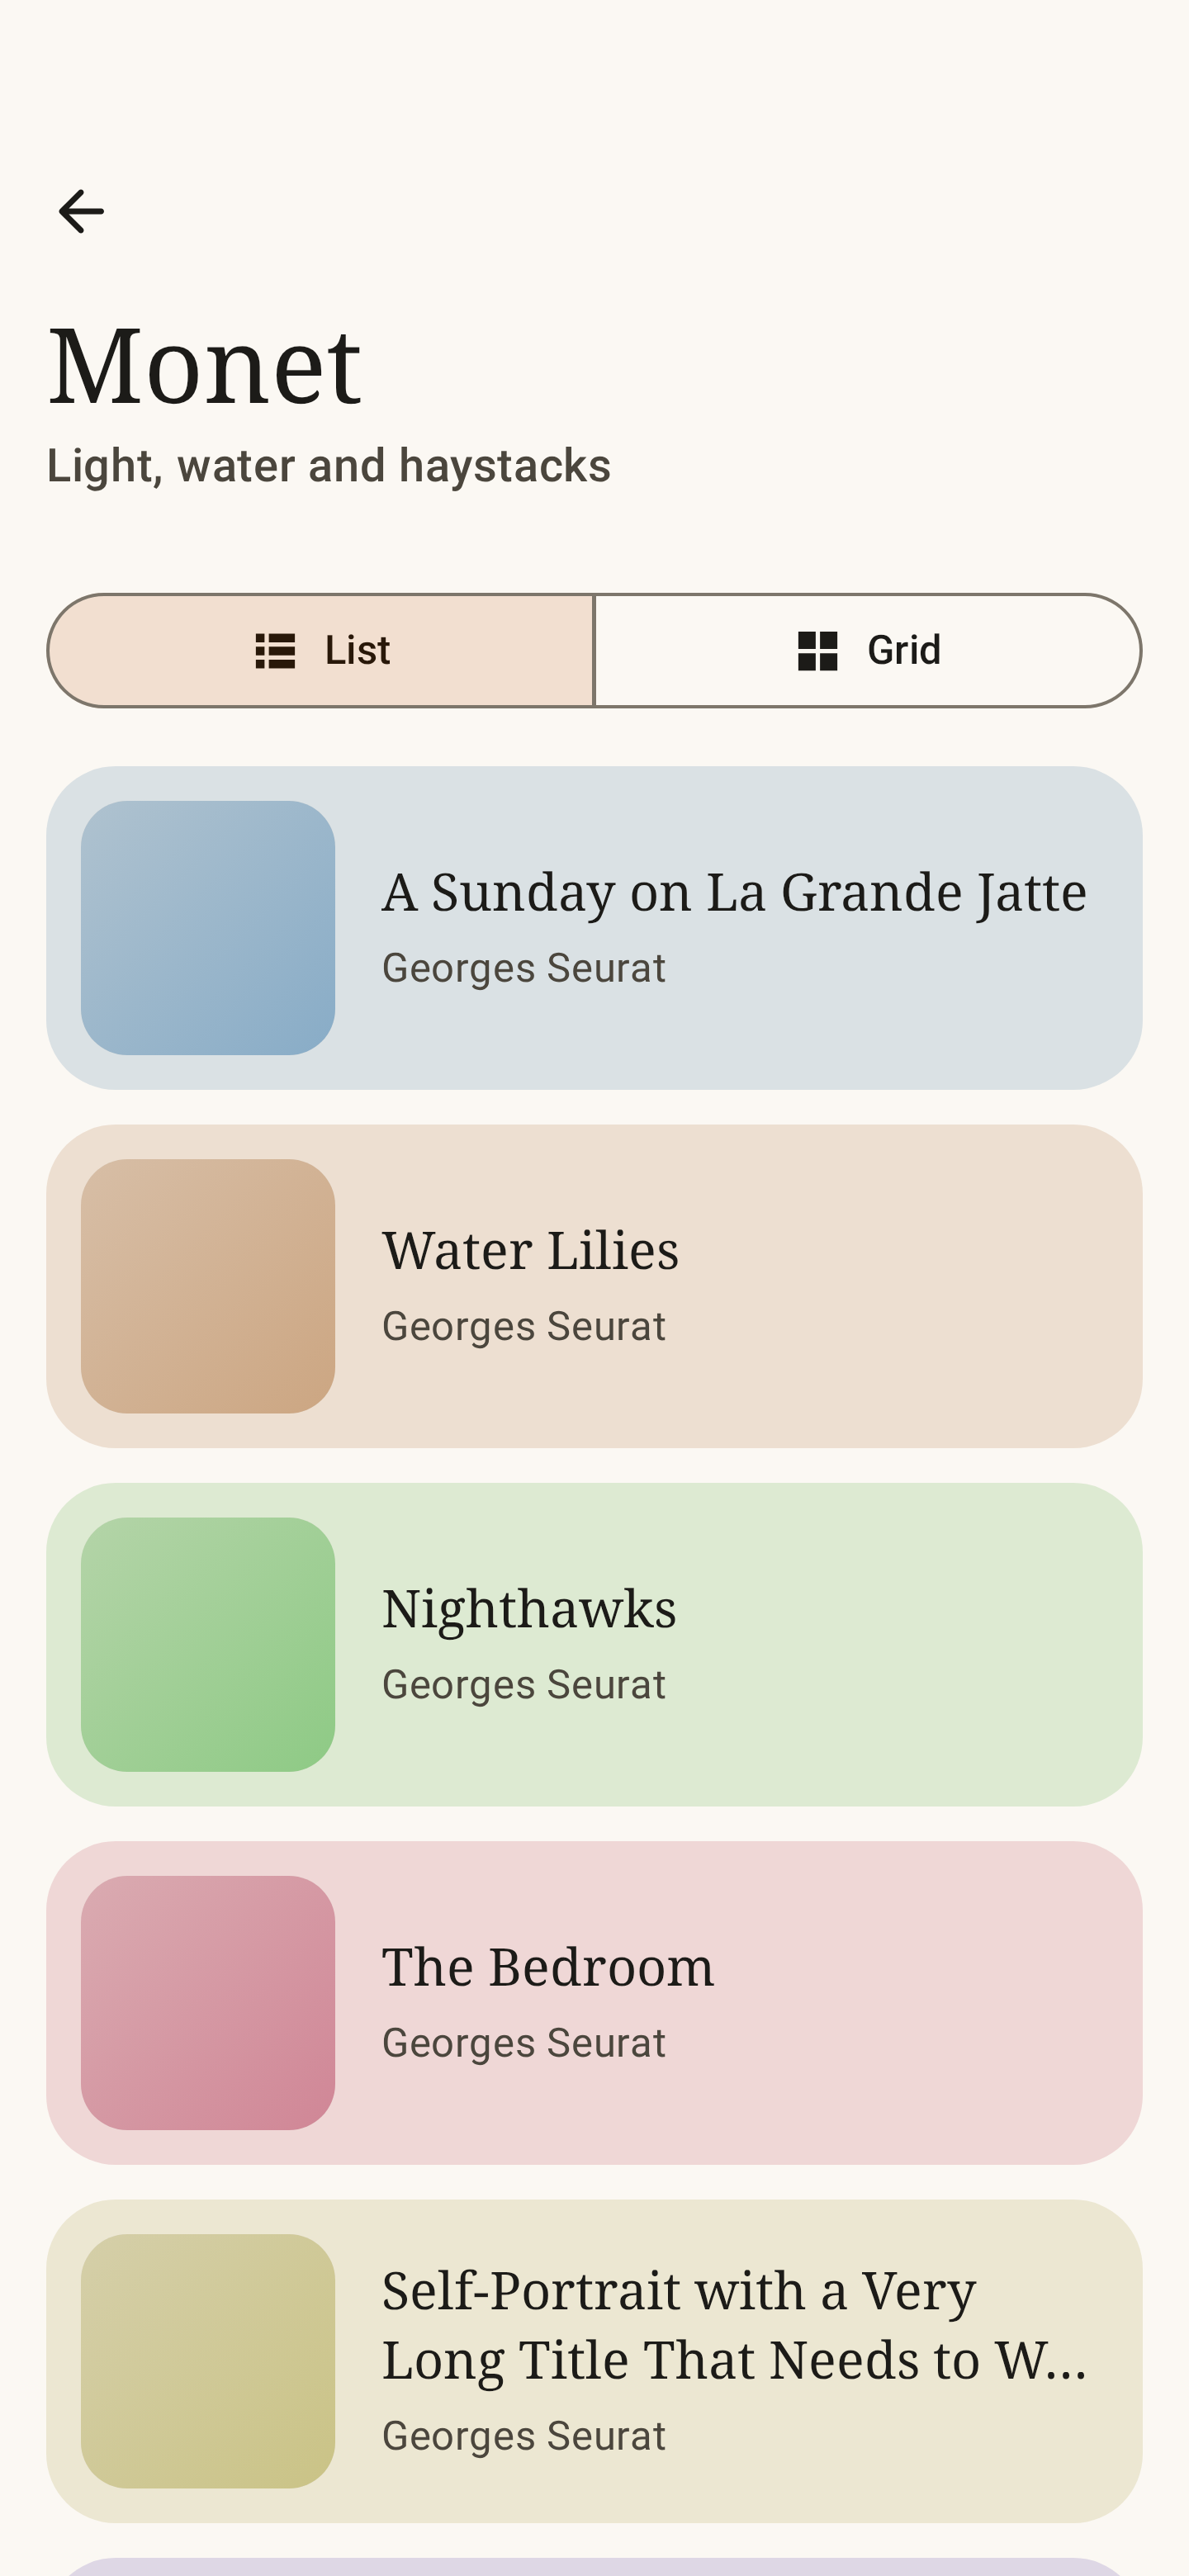 Monet
Light, water and haystacks
List
Grid
A Sunday on La Grande Jatte
Georges Seurat
Water Lilies
Georges Seurat
Nighthawks
Georges Seurat
The Bedroom
Georges Seurat
Self-Portrait with a Very
Long Title That Needs to W...
Georges Seurat